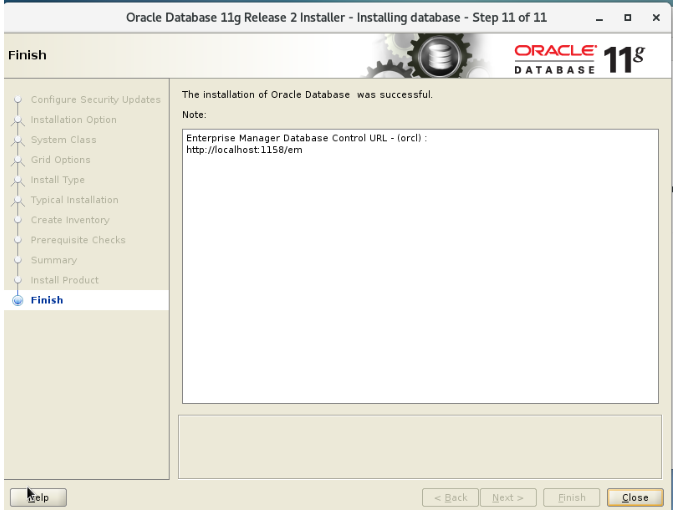 Oracle Database 11g Release 2 Installer - Installing database - Step 11 of 11
Finish
ORACLE
DATABASE
11g
Configure Security Updates
Installation Option
System Class
Grid Options
Install Type
Typical Installation
Create Inventory
Prerequisite Checks
Summary
Install Product
Finish
The installation of Oracle Database was successful.
Note:
Enterprise Manager Database Control URL - (orcl) :
http://localhost:1158/em
Help
< Back
Next >
Finish
Close